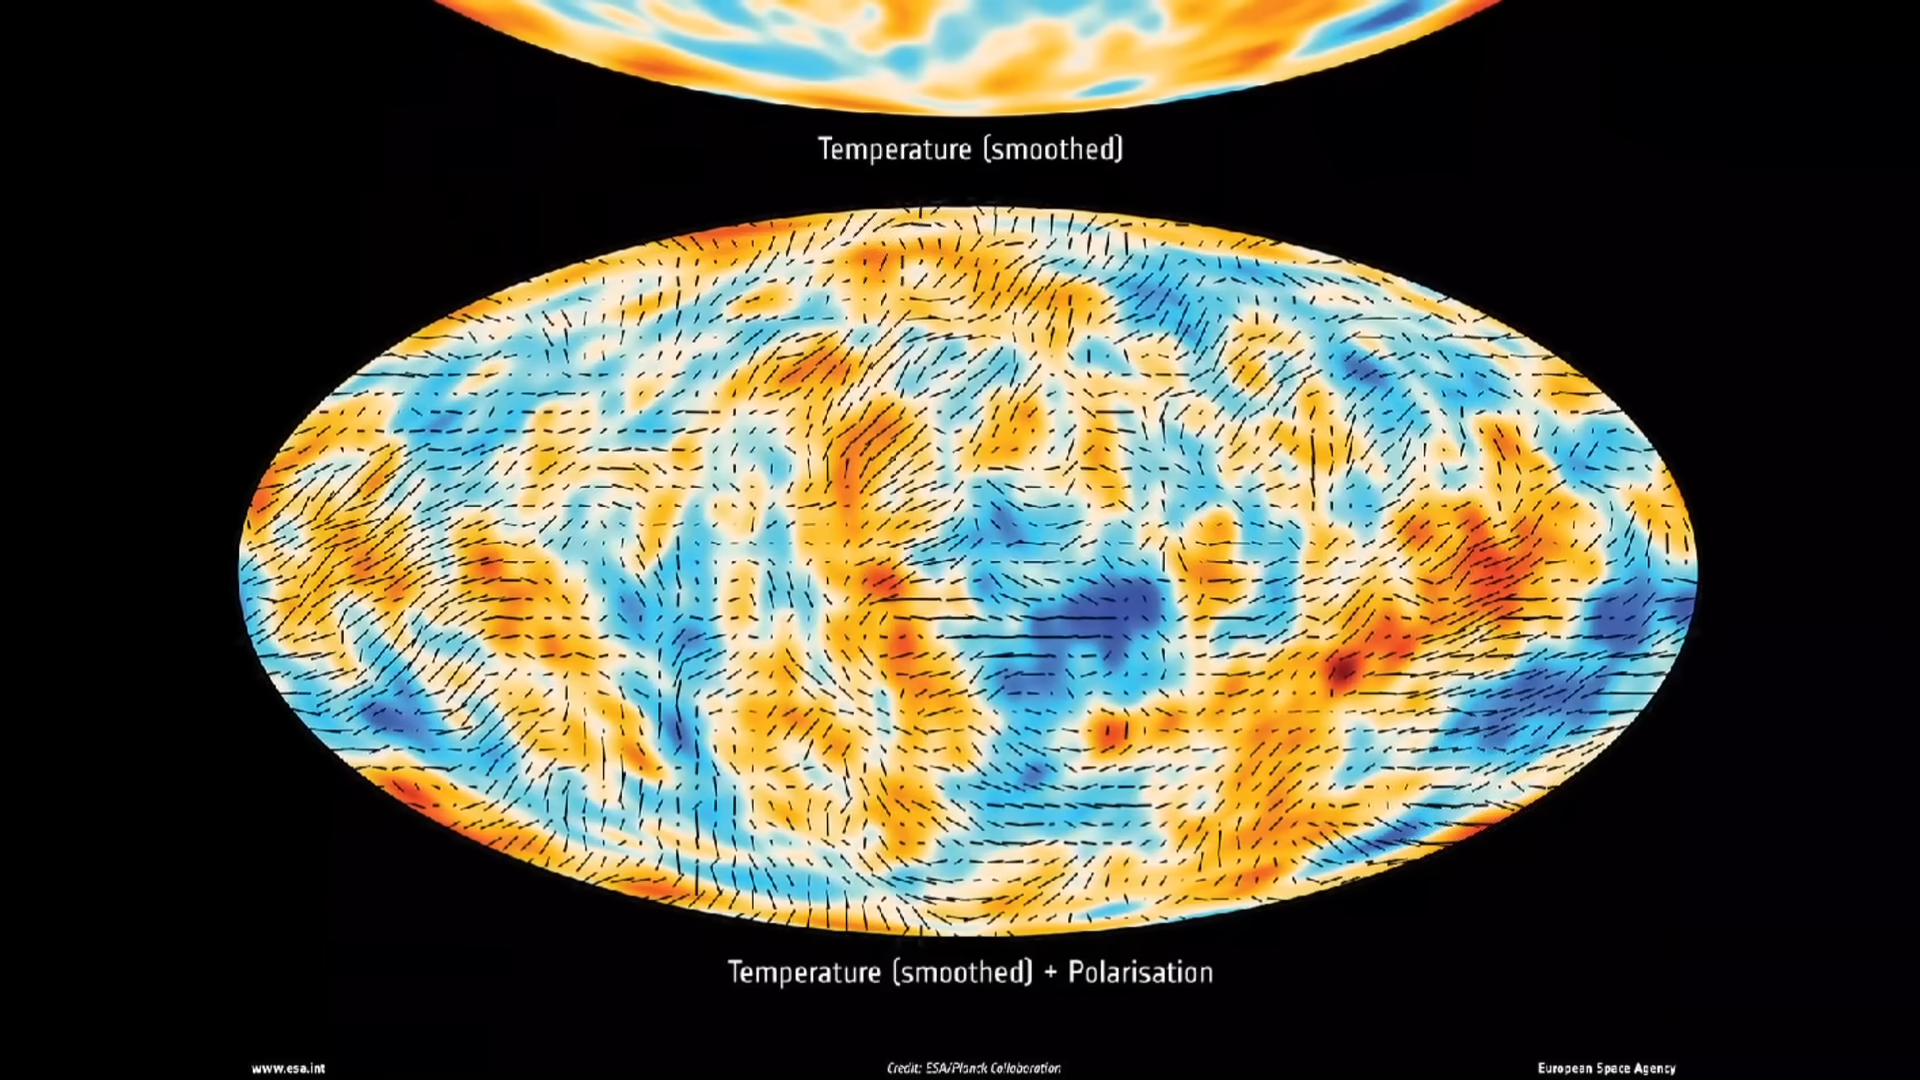 Temperature (smoothed)
Temperature (smoothed) + Polarisation
www.esa.int
Credit: ESA/Planck Collaboration
European Space Agency